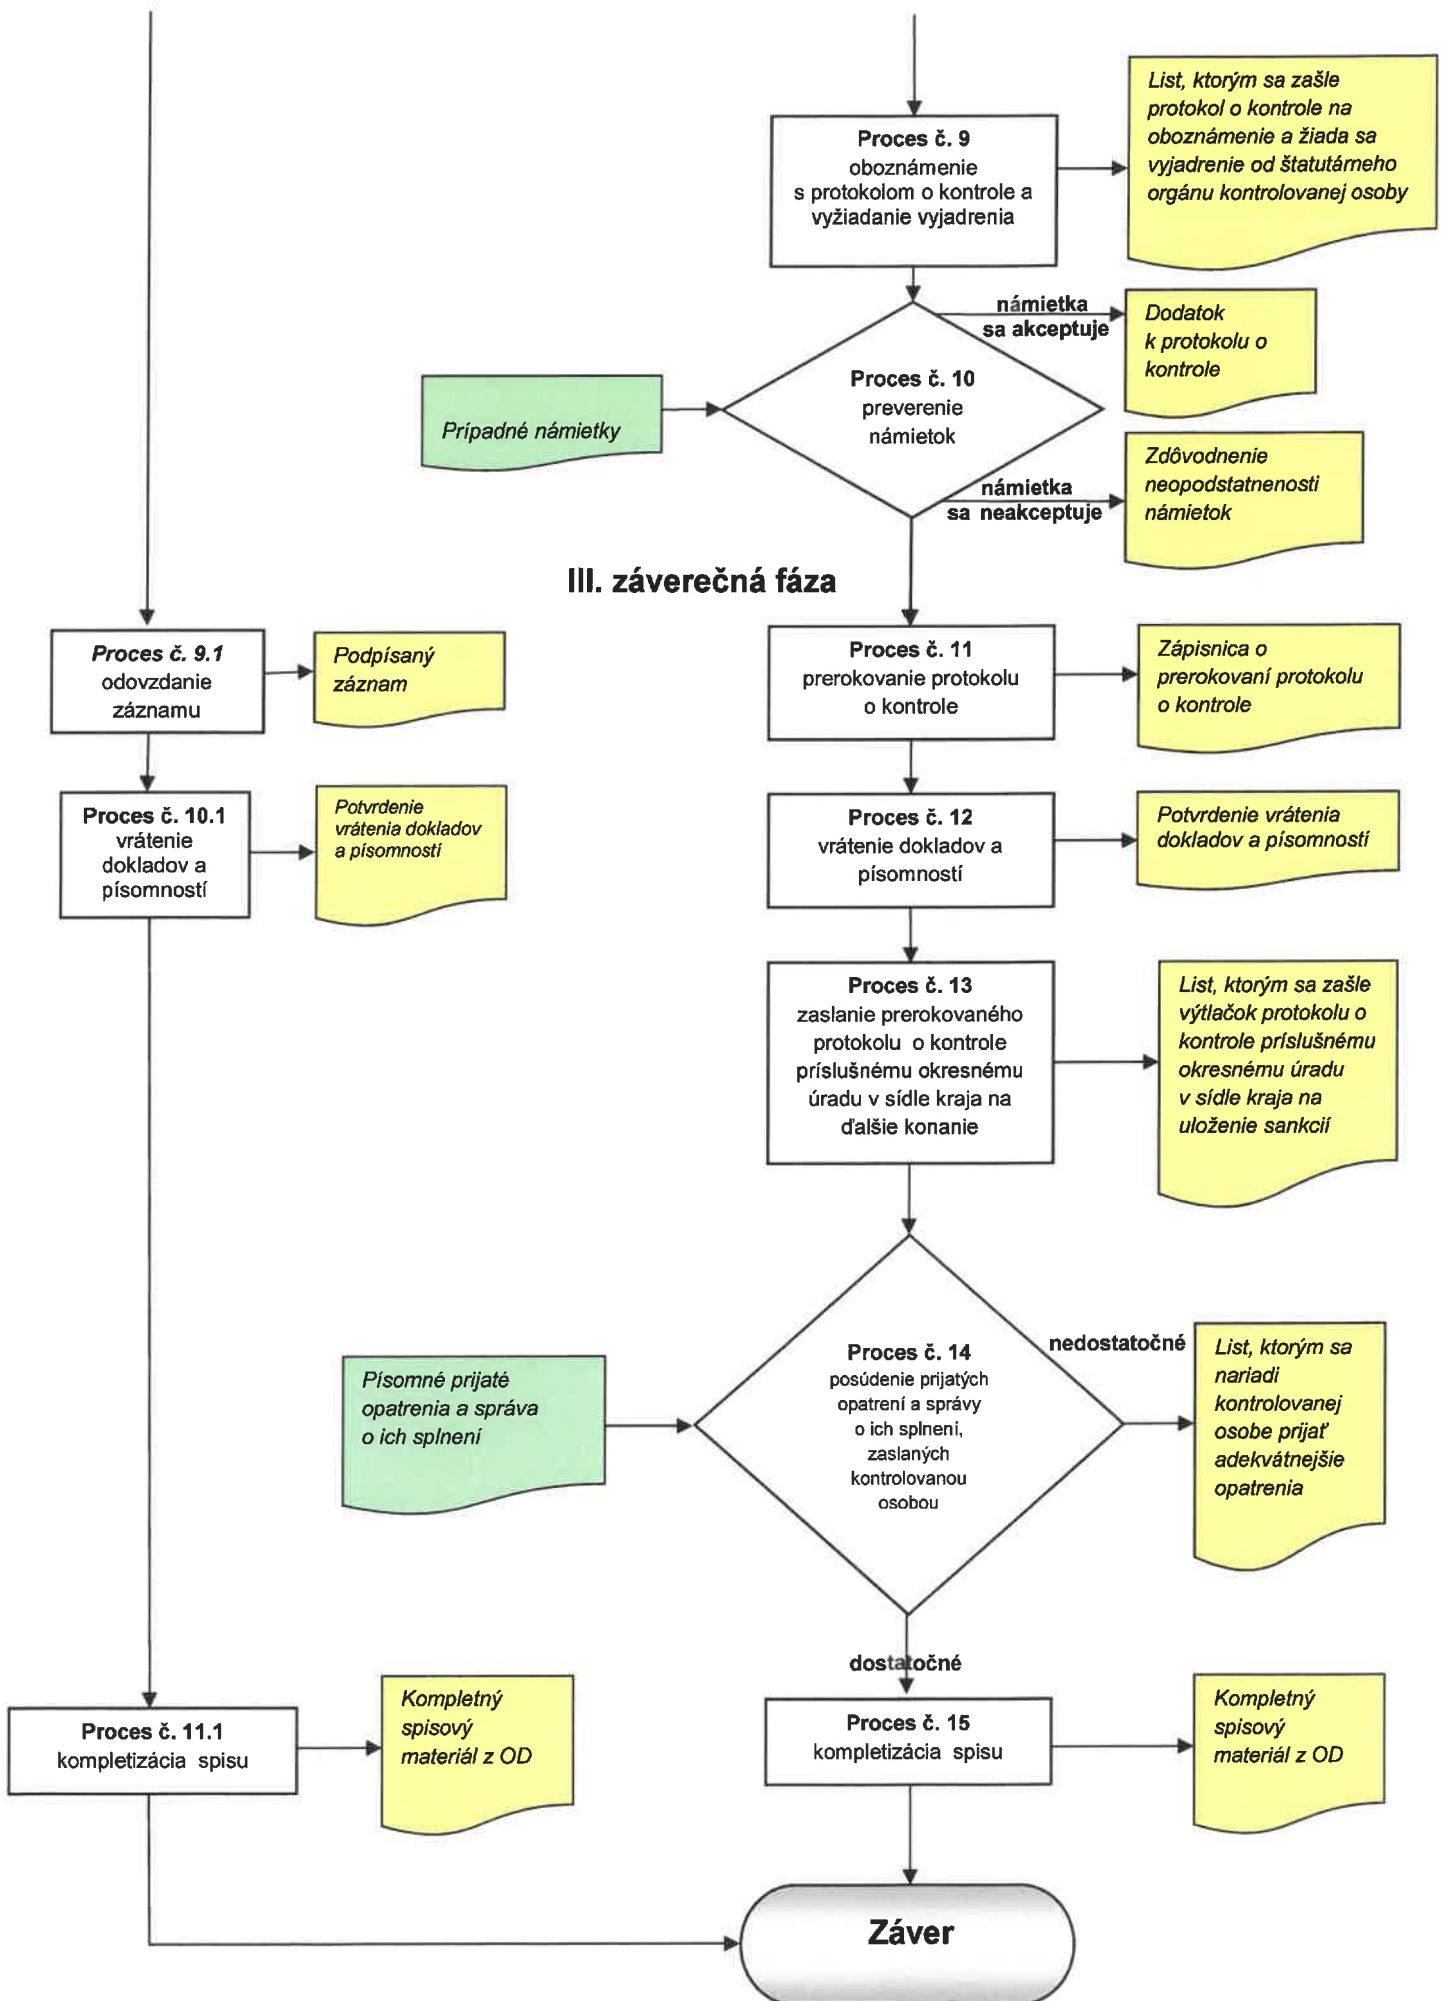 Proces č. 9
oboznámenie
s protokolom o kontrole a
vyžiadanie vyjadrenia
List, ktorým sa zašle
protokol o kontrole na
oboznámenie a žiada sa
vyjadrenie od štatutárneho
orgánu kontrolovanej osoby
námietka
sa akceptuje
Dodatok
k protokolu o
kontrole
Prípadné námietky
Proces č. 10
preverenie
námietok
námietka
sa neakceptuje
Zdôvodnenie
neopodstatnenosti
námietok
III. záverečná fáza
Proces č. 9.1
odovzdanie
záznamu
Podpísaný
záznam
Proces č. 11
prerokovanie protokolu
o kontrole
Zápisnica o
prerokovaní protokolu
o kontrole
Proces č. 10.1
vrátenie
dokladov a
písomností
Potvrdenie
vrátenia dokladov
a písomností
Proces č. 12
vrátenie dokladov a
písomností
Potvrdenie vrátenia
dokladov a písomností
Proces č. 13
zaslanie prerokovaného
protokolu o kontrole
príslušnému okresnému
úradu v sídle kraja na
ďalšie konanie
List, ktorým sa zašle
výtlačok protokolu o
kontrole príslušnému
okresnému úradu
v sídle kraja na
uloženie sankcií
Písomné prijaté
opatrenia a správa
o ich splnení
Proces č. 14
posúdenie prijatých
opatrení a správy
o ich splnení,
zaslaných
kontrolovanou
osobou
nedostatočné
List, ktorým sa
nariadi
kontrolovanej
osobe prijať
adekvátnejšie
opatrenia
dostatočné
Proces č. 11.1
kompletizácia spisu
Kompletný
spisový
materiál z OD
Proces č. 15
kompletizácia spisu
Kompletný
spisový
materiál z OD
Záver